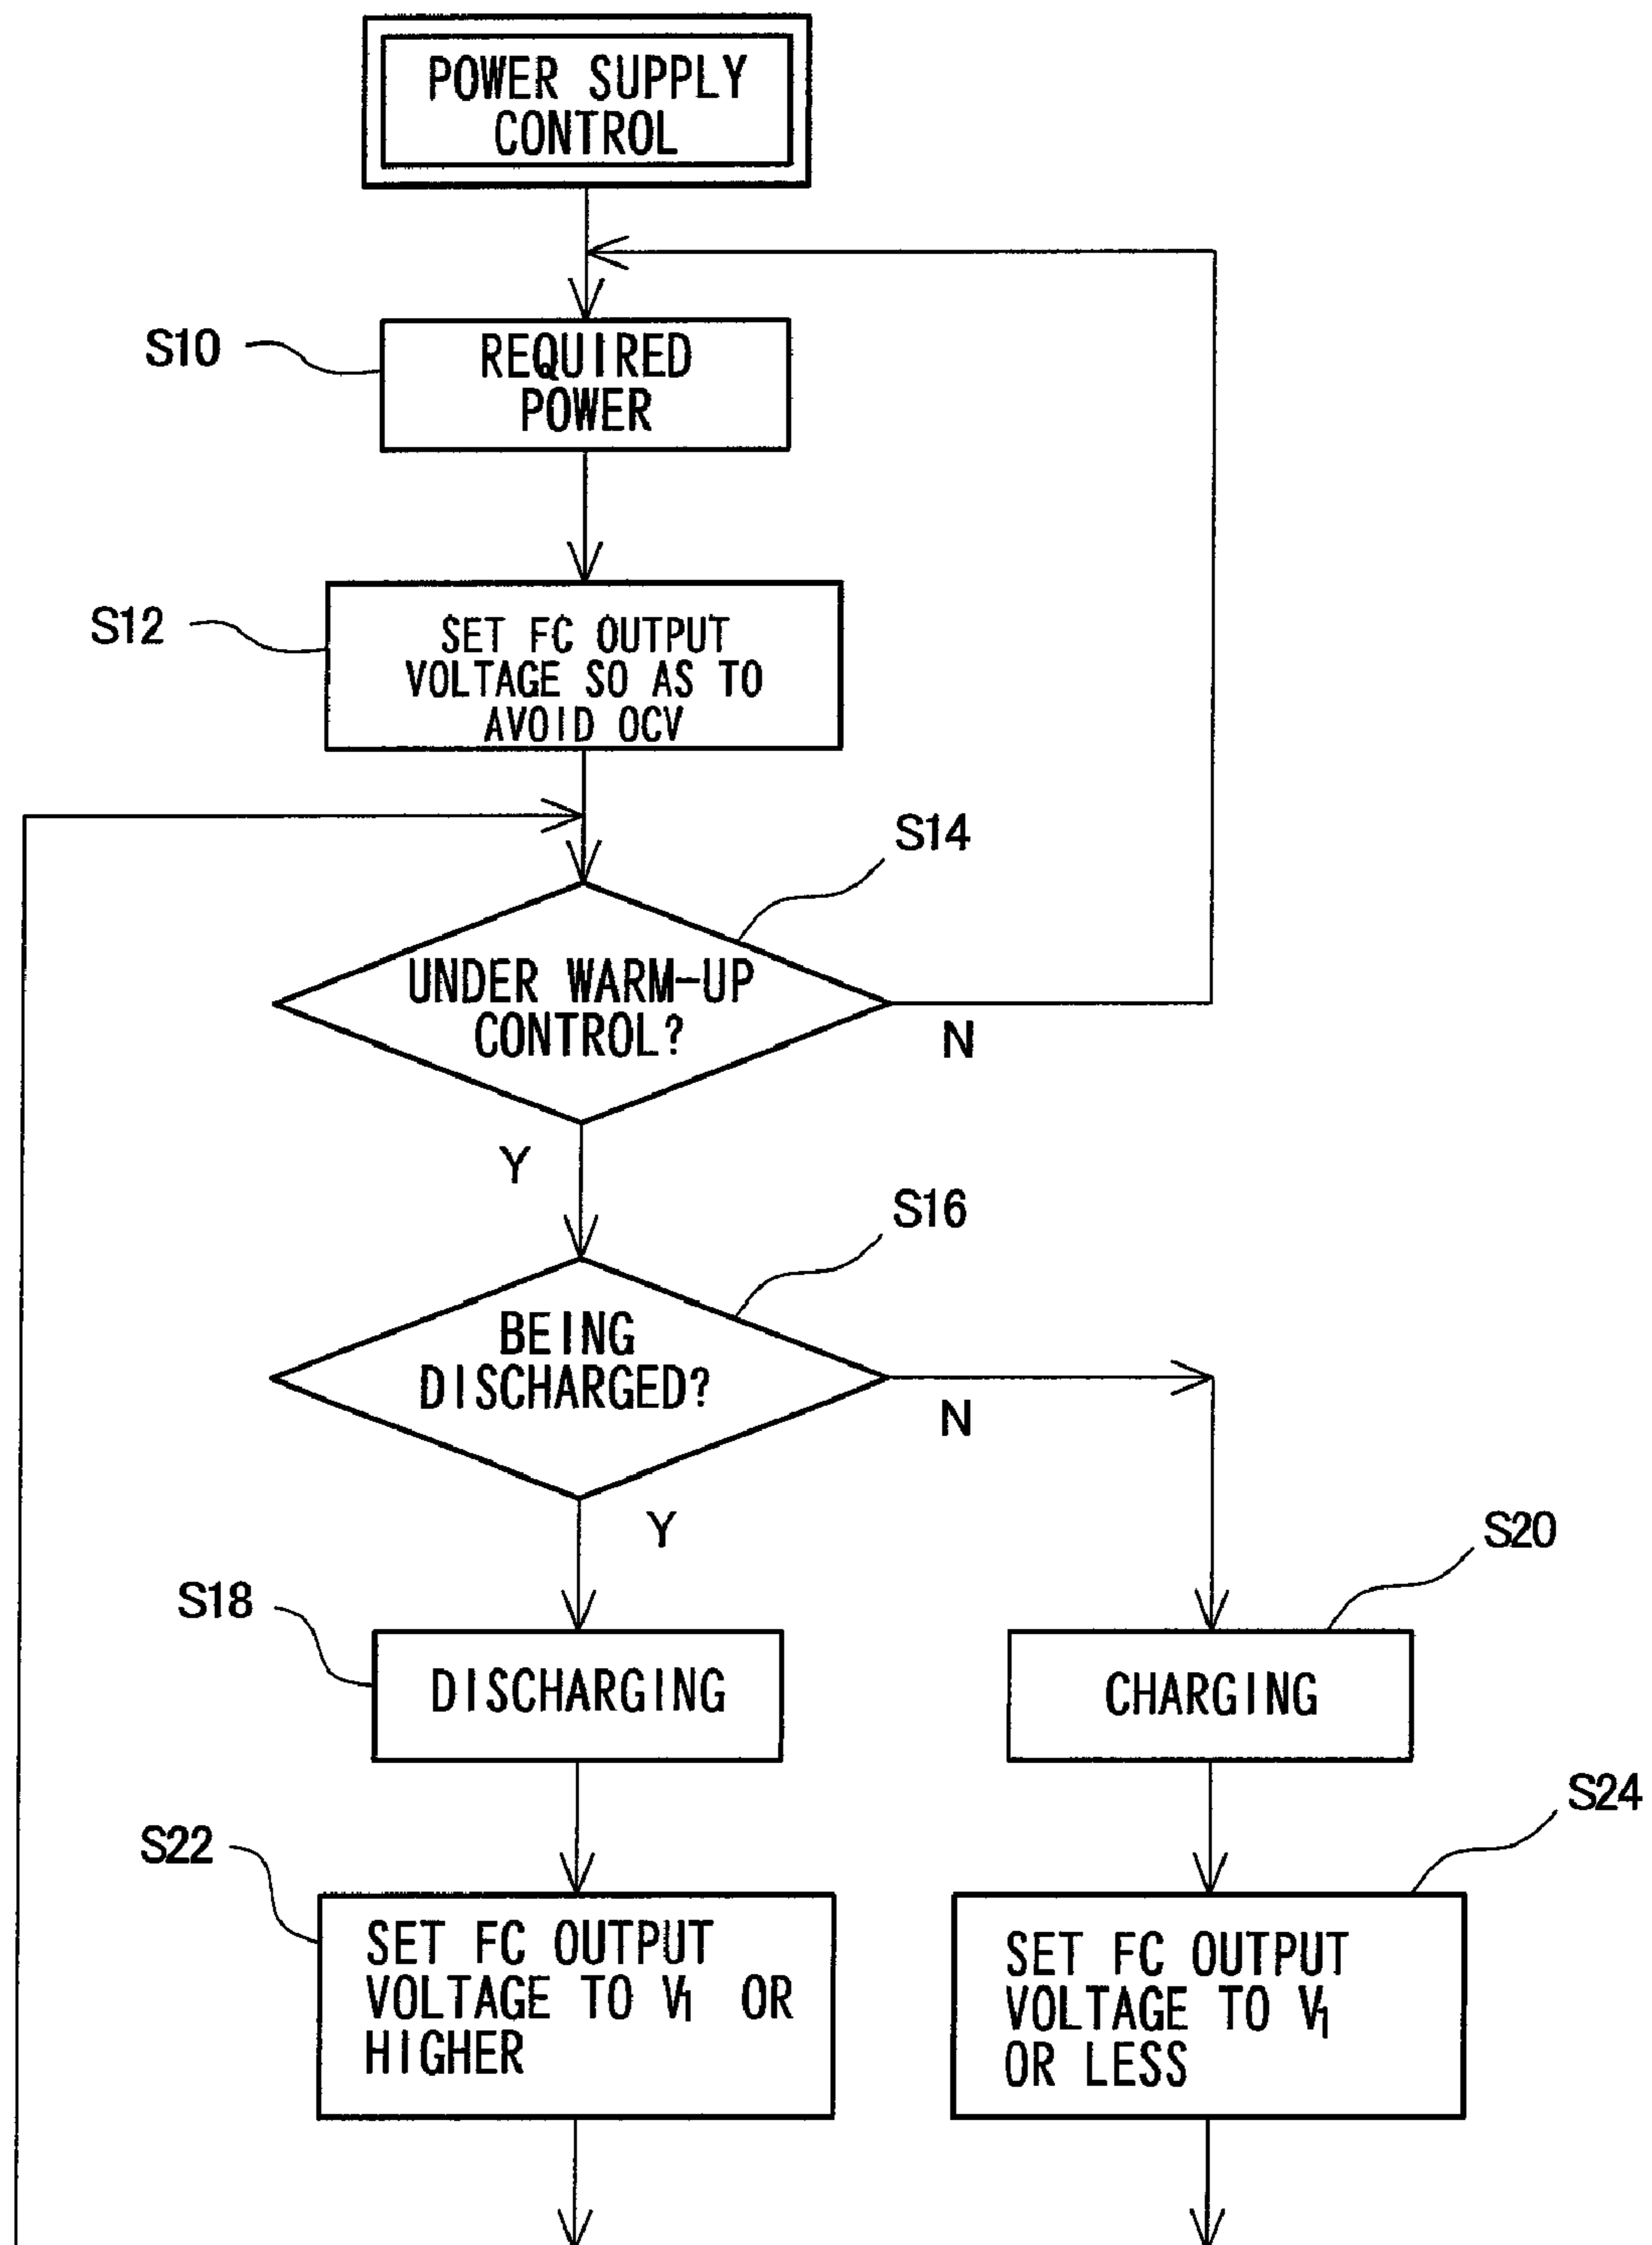 POWER SUPPLY
CONTROL
S10
REQUIRED
POWER
S12
SET FC OUTPUT
VOLTAGE SO AS TO
AVOID OCV
S14
UNDER WARM-UP
CONTROL?
N
Y
S16
BEING
DISCHARGED?
N
Y
S18
DISCHARGING
S20
CHARGING
S22
SET FC OUTPUT
VOLTAGE TO V₁ OR
HIGHER
S24
SET FC OUTPUT
VOLTAGE TO V₁
OR LESS